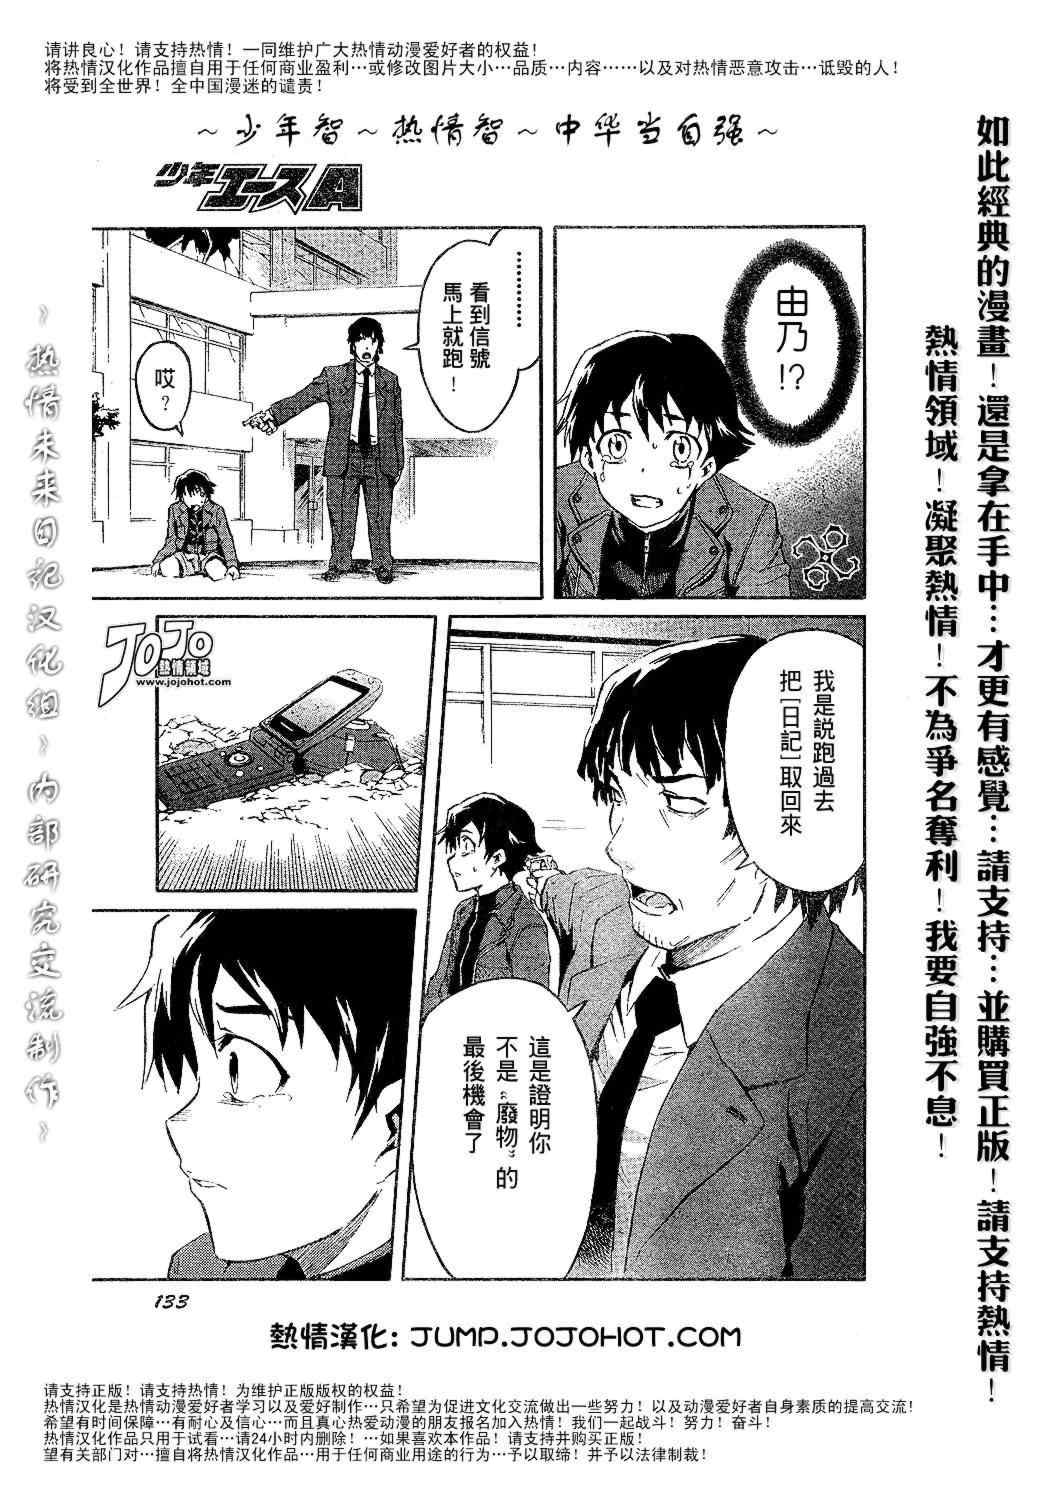 请讲良心！请支持热情！一同维护广大热情动漫爱好者的权益！
将热情汉化作品擅自用于任何商业盈利…或修改图片大小…品质…内容……以及对热情恶意攻击…诋毁的人！
将受到全世界！全中国漫迷的谴责！
～少年智～热情智～中华当自强～
少年エースA
由乃!?
…………
看到信號
馬上就跑！
哎？
我是説跑過去
把[日記]取回來
JOJO
熱情領域
www.jojohot.com
這是證明你
不是“廢物”的
最後機會了
133
熱情漢化: JUMP.JOJOHOT.COM
如此經典的漫畫！還是拿在手中…才更有感覺…請支持…並購買正版！請支持熱情！
熱情領域！凝聚熱情！不為爭名奪利！我要自強不息！
》热情未来日记汉化组》内部研究交流制作》
请支持正版！请支持热情！为维护正版版权的权益！
热情汉化是热情动漫爱好者学习以及爱好制作…只希望为促进文化交流做出一些努力！以及动漫爱好者自身素质的提高交流！
希望有时间保障…有耐心及信心…而且真心热爱动漫的朋友报名加入热情！我们一起战斗！努力！奋斗！
热情汉化作品只用于试看…请24小时内删除！…如果喜欢本作品！请支持并购买正版！
望有关部门对…擅自将热情汉化作品…用于任何商业用途的行为…予以取缔！并予以法律制裁！